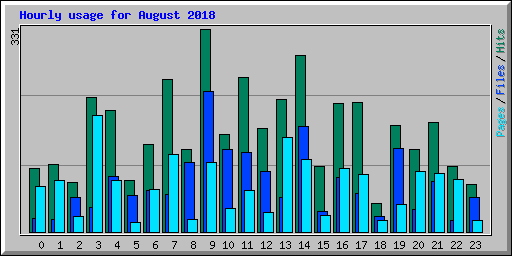 Hourly usage for August 2018
331
Pages / Files / Hits
0 1 2 3 4 5 6 7 8 9 10 11 12 13 14 15 16 17 18 19 20 21 22 23